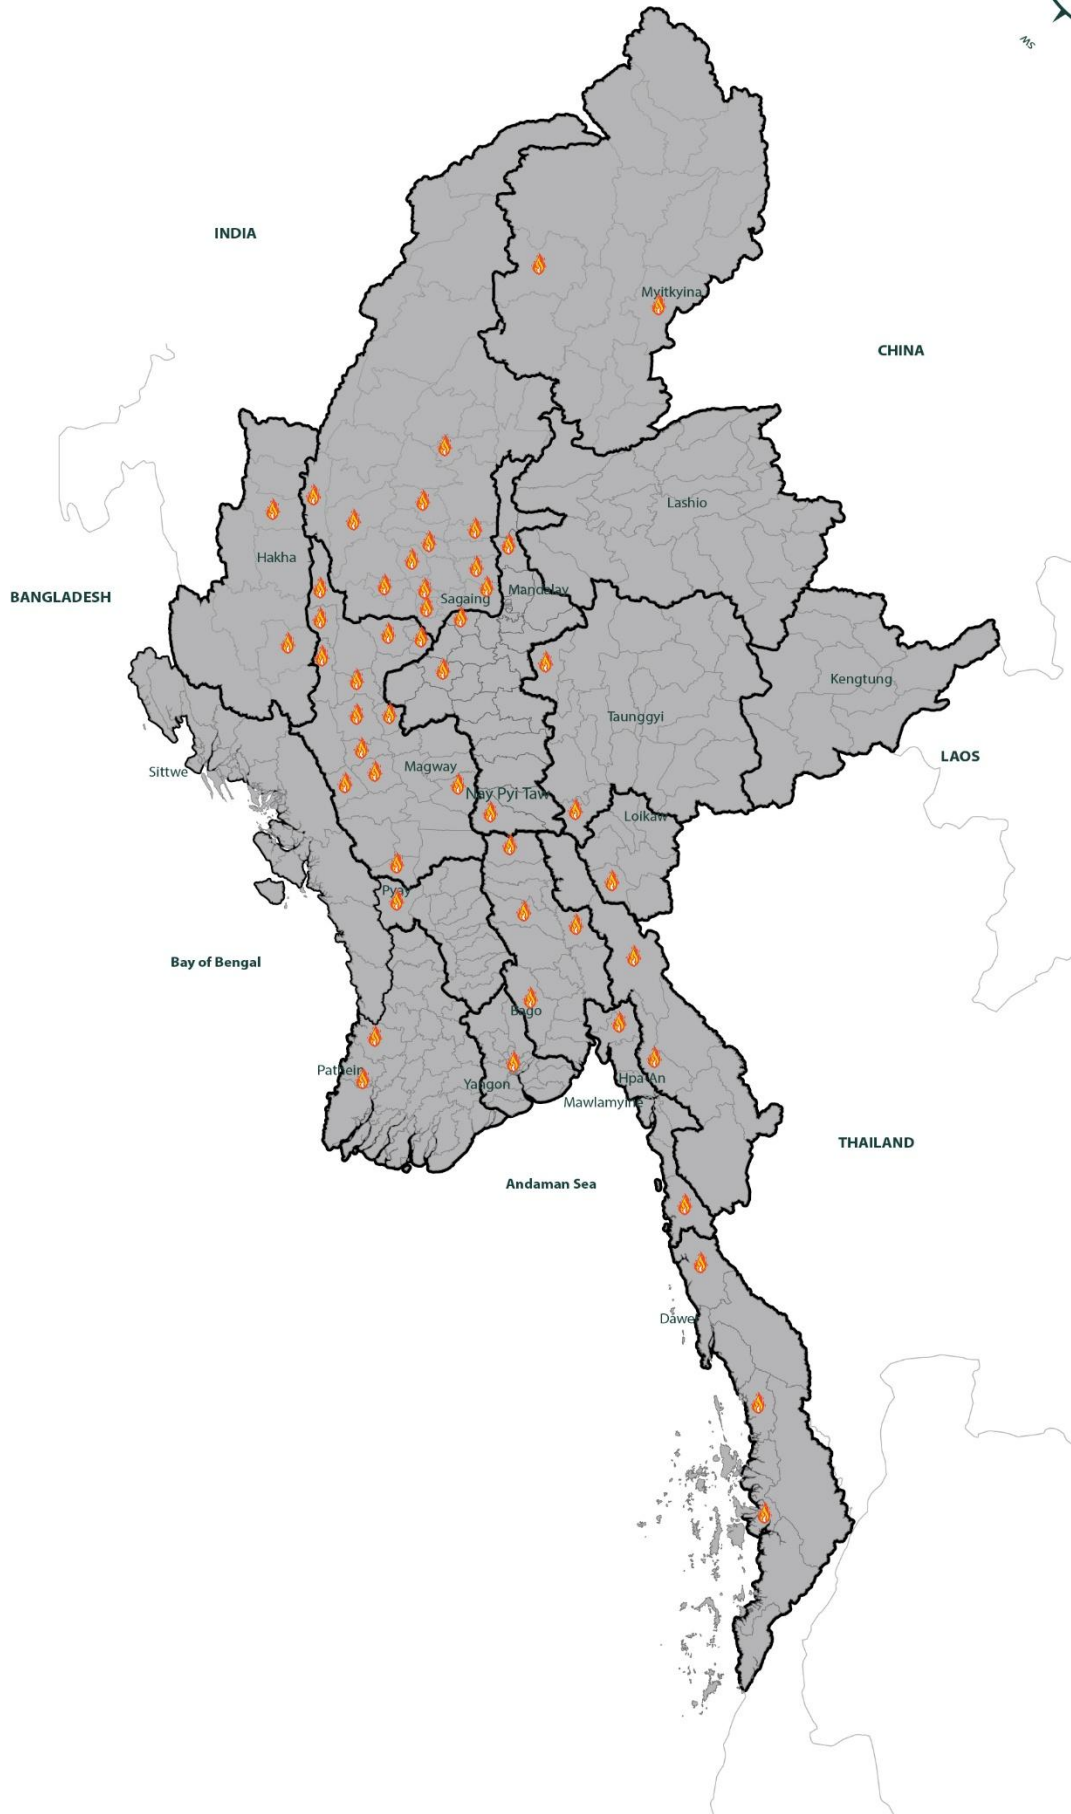 SW
INDIA
Myitkyina
CHINA
Lashio
Hakha
BANGLADESH
Mandalay
Sagaing
Kengtung
Taunggyi
LAOS
Magway
Sittwe
Nay Pyi Taw
Loikaw
Pyay
Bay of Bengal
Bago
Pathein
Hpa-An
Yangon
Mawlamyine
THAILAND
Andaman Sea
Dawei